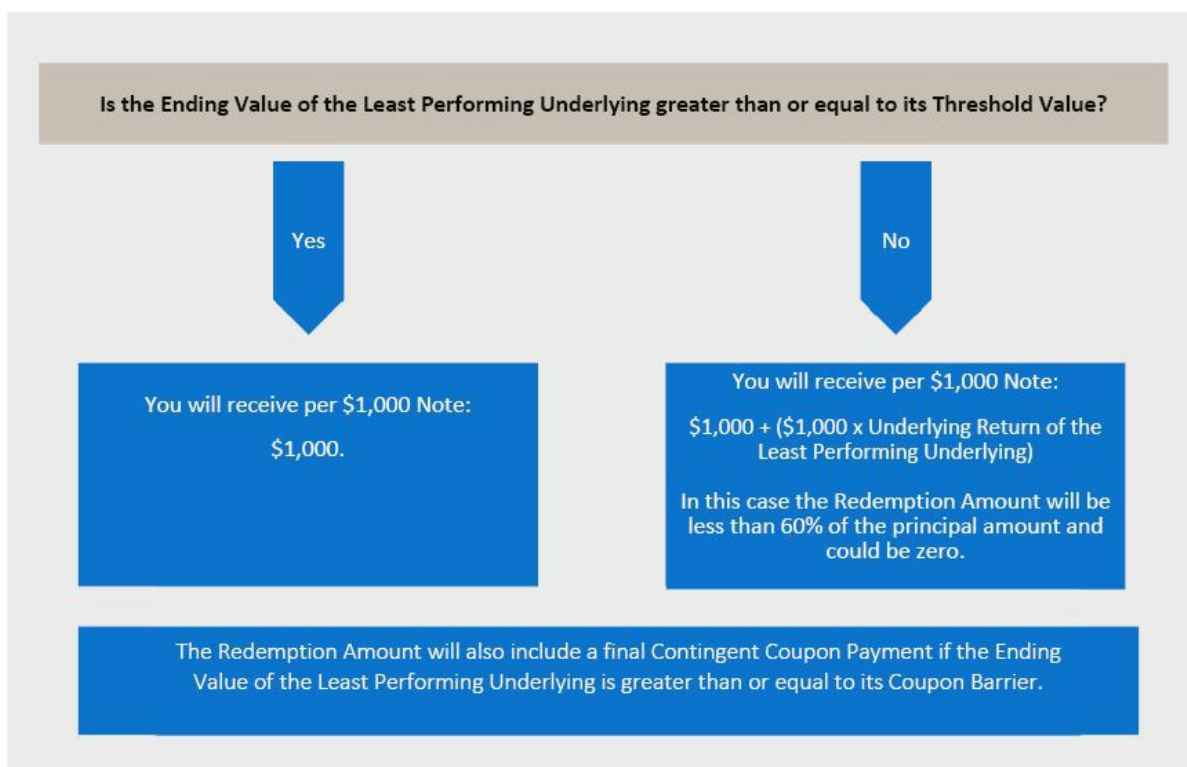 Is the Ending Value of the Least Performing Underlying greater than or equal to its Threshold Value?
Yes
No
You will receive per $1,000 Note:
$1,000.
You will receive per $1,000 Note:
$1,000 + ($1,000 x Underlying Return of the
Least Performing Underlying)
In this case the Redemption Amount will be
less than 60% of the principal amount and
could be zero.
The Redemption Amount will also include a final Contingent Coupon Payment if the Ending
Value of the Least Performing Underlying is greater than or equal to its Coupon Barrier.